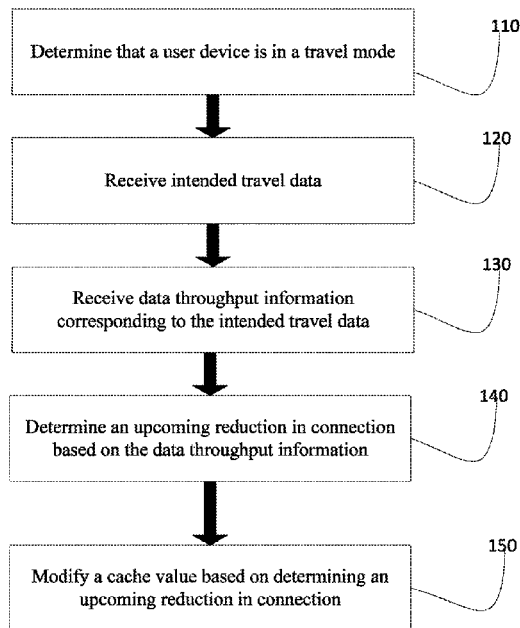 Determine that a user device is in a travel mode
110
Receive intended travel data
120
Receive data throughput information
corresponding to the intended travel data
130
Determine an upcoming reduction in connection
based on the data throughput information
140
Modify a cache value based on determining an
upcoming reduction in connection
150